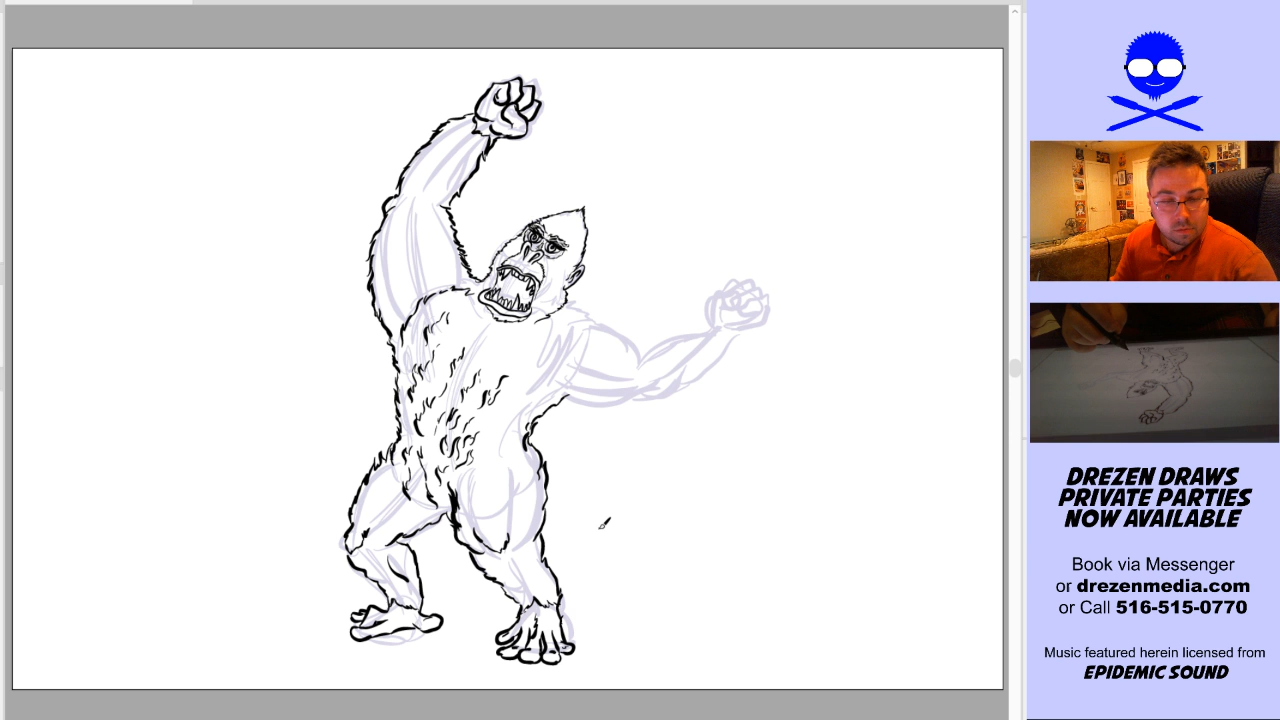 DREZEN DRAWS
PRIVATE PARTIES
NOW AVAILABLE
Book via Messenger
or drezenmedia.com
or Call 516-515-0770
Music featured herein licensed from
EPIDEMIC SOUND